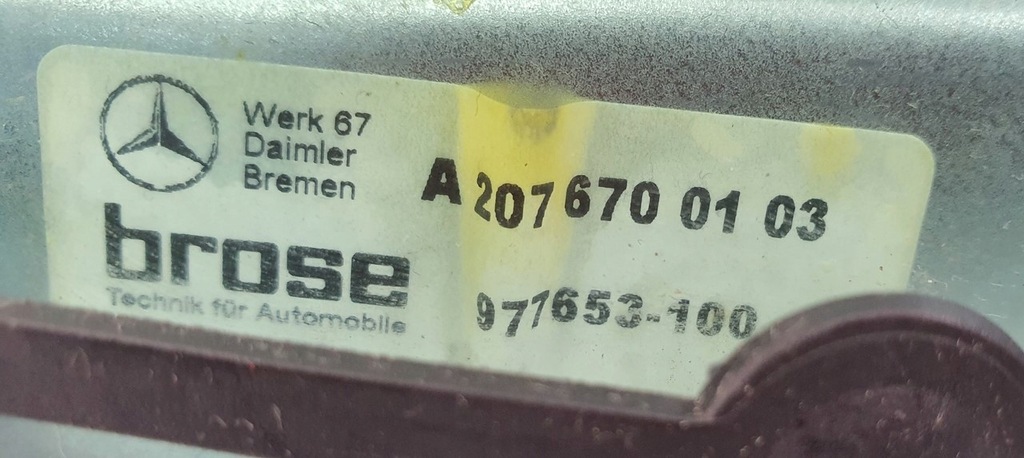 Werk 67
Daimler
Bremen
A 207 670 01 03
brose
Technik für Automobile
977653-100